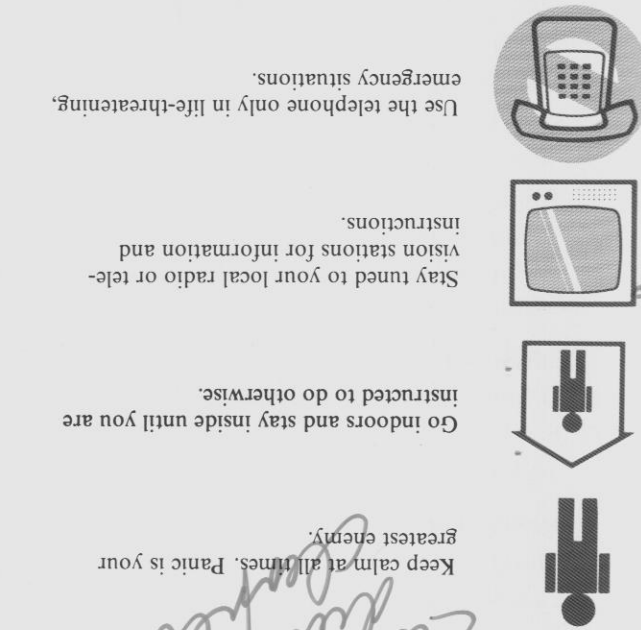 Keep calm at all times. Panic is your
greatest enemy.
Go indoors and stay inside until you are
instructed to do otherwise.
Stay tuned to your local radio or tele-
vision stations for information and
instructions.
Use the telephone only in life-threatening,
emergency situations.